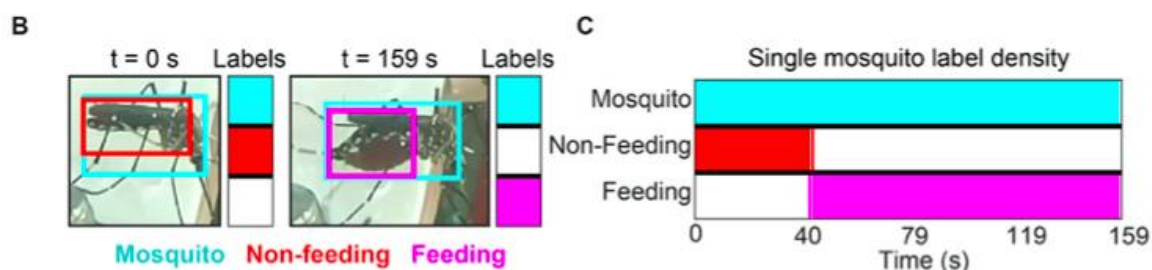 B
t = 0 s Labels t = 159 s Labels
Mosquito Non-feeding Feeding
C
Single mosquito label density
Mosquito
Non-Feeding
Feeding
0 40 79 119 159
Time (s)